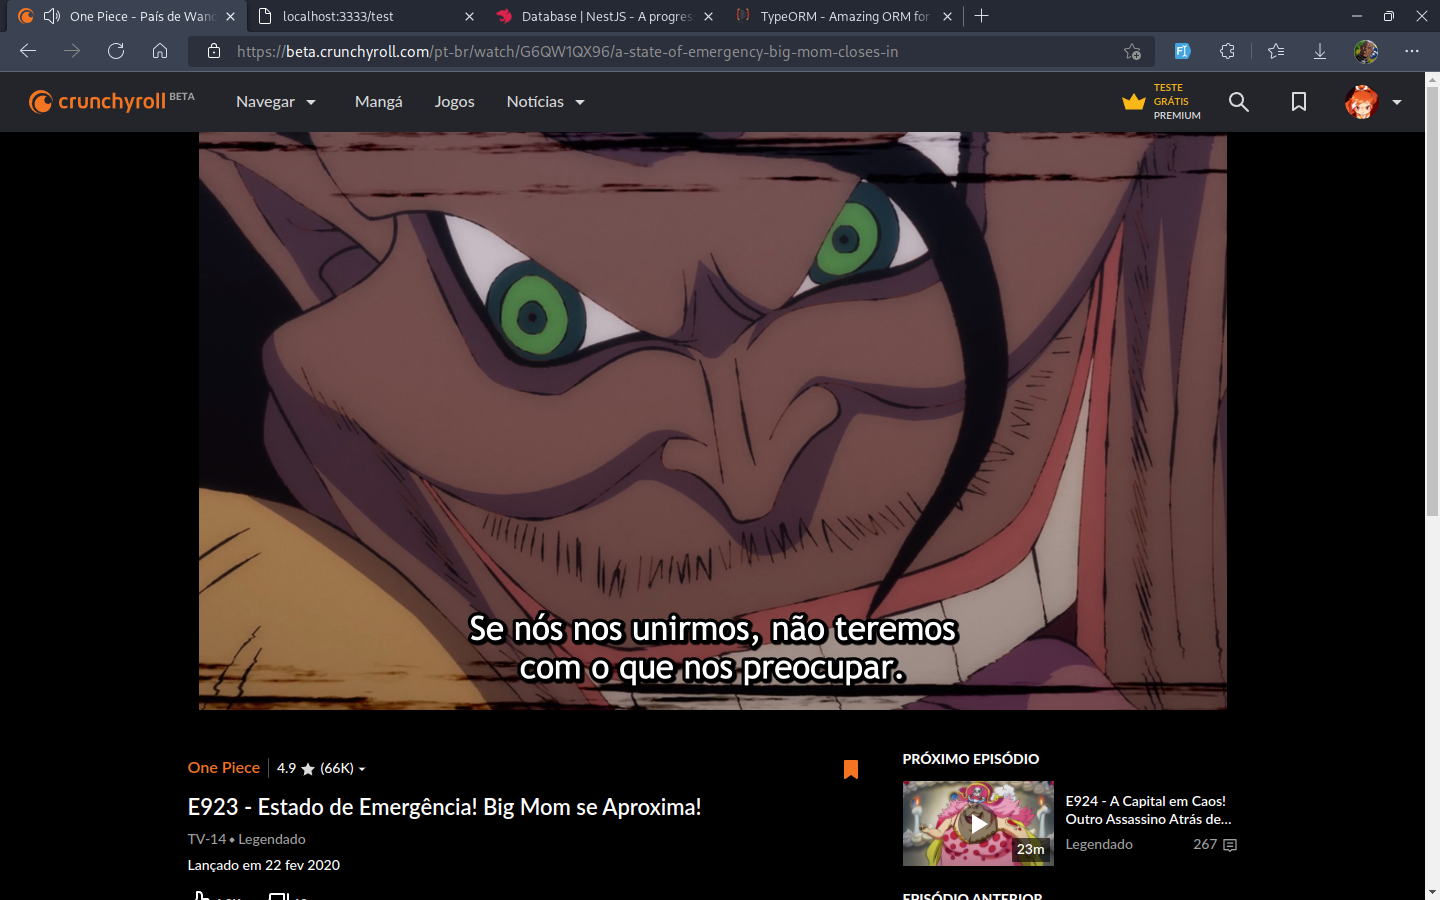 One Piece - País de Wano
localhost:3333/test
Database | NestJS - A progres
TypeORM - Amazing ORM for
https://beta.crunchyroll.com/pt-br/watch/G6QW1QX96/a-state-of-emergency-big-mom-closes-in
crunchyroll BETA
Navegar
Mangá
Jogos
Notícias
TESTE
GRÁTIS
PREMIUM
Se nós nos unirmos, não teremos
com o que nos preocupar.
One Piece
4.9 (66K)
E923 - Estado de Emergência! Big Mom se Aproxima!
TV-14 • Legendado
Lançado em 22 fev 2020
PRÓXIMO EPISÓDIO
23m
E924 - A Capital em Caos!
Outro Assassino Atrás de...
Legendado
267
EPISÓDIO ANTERIOR